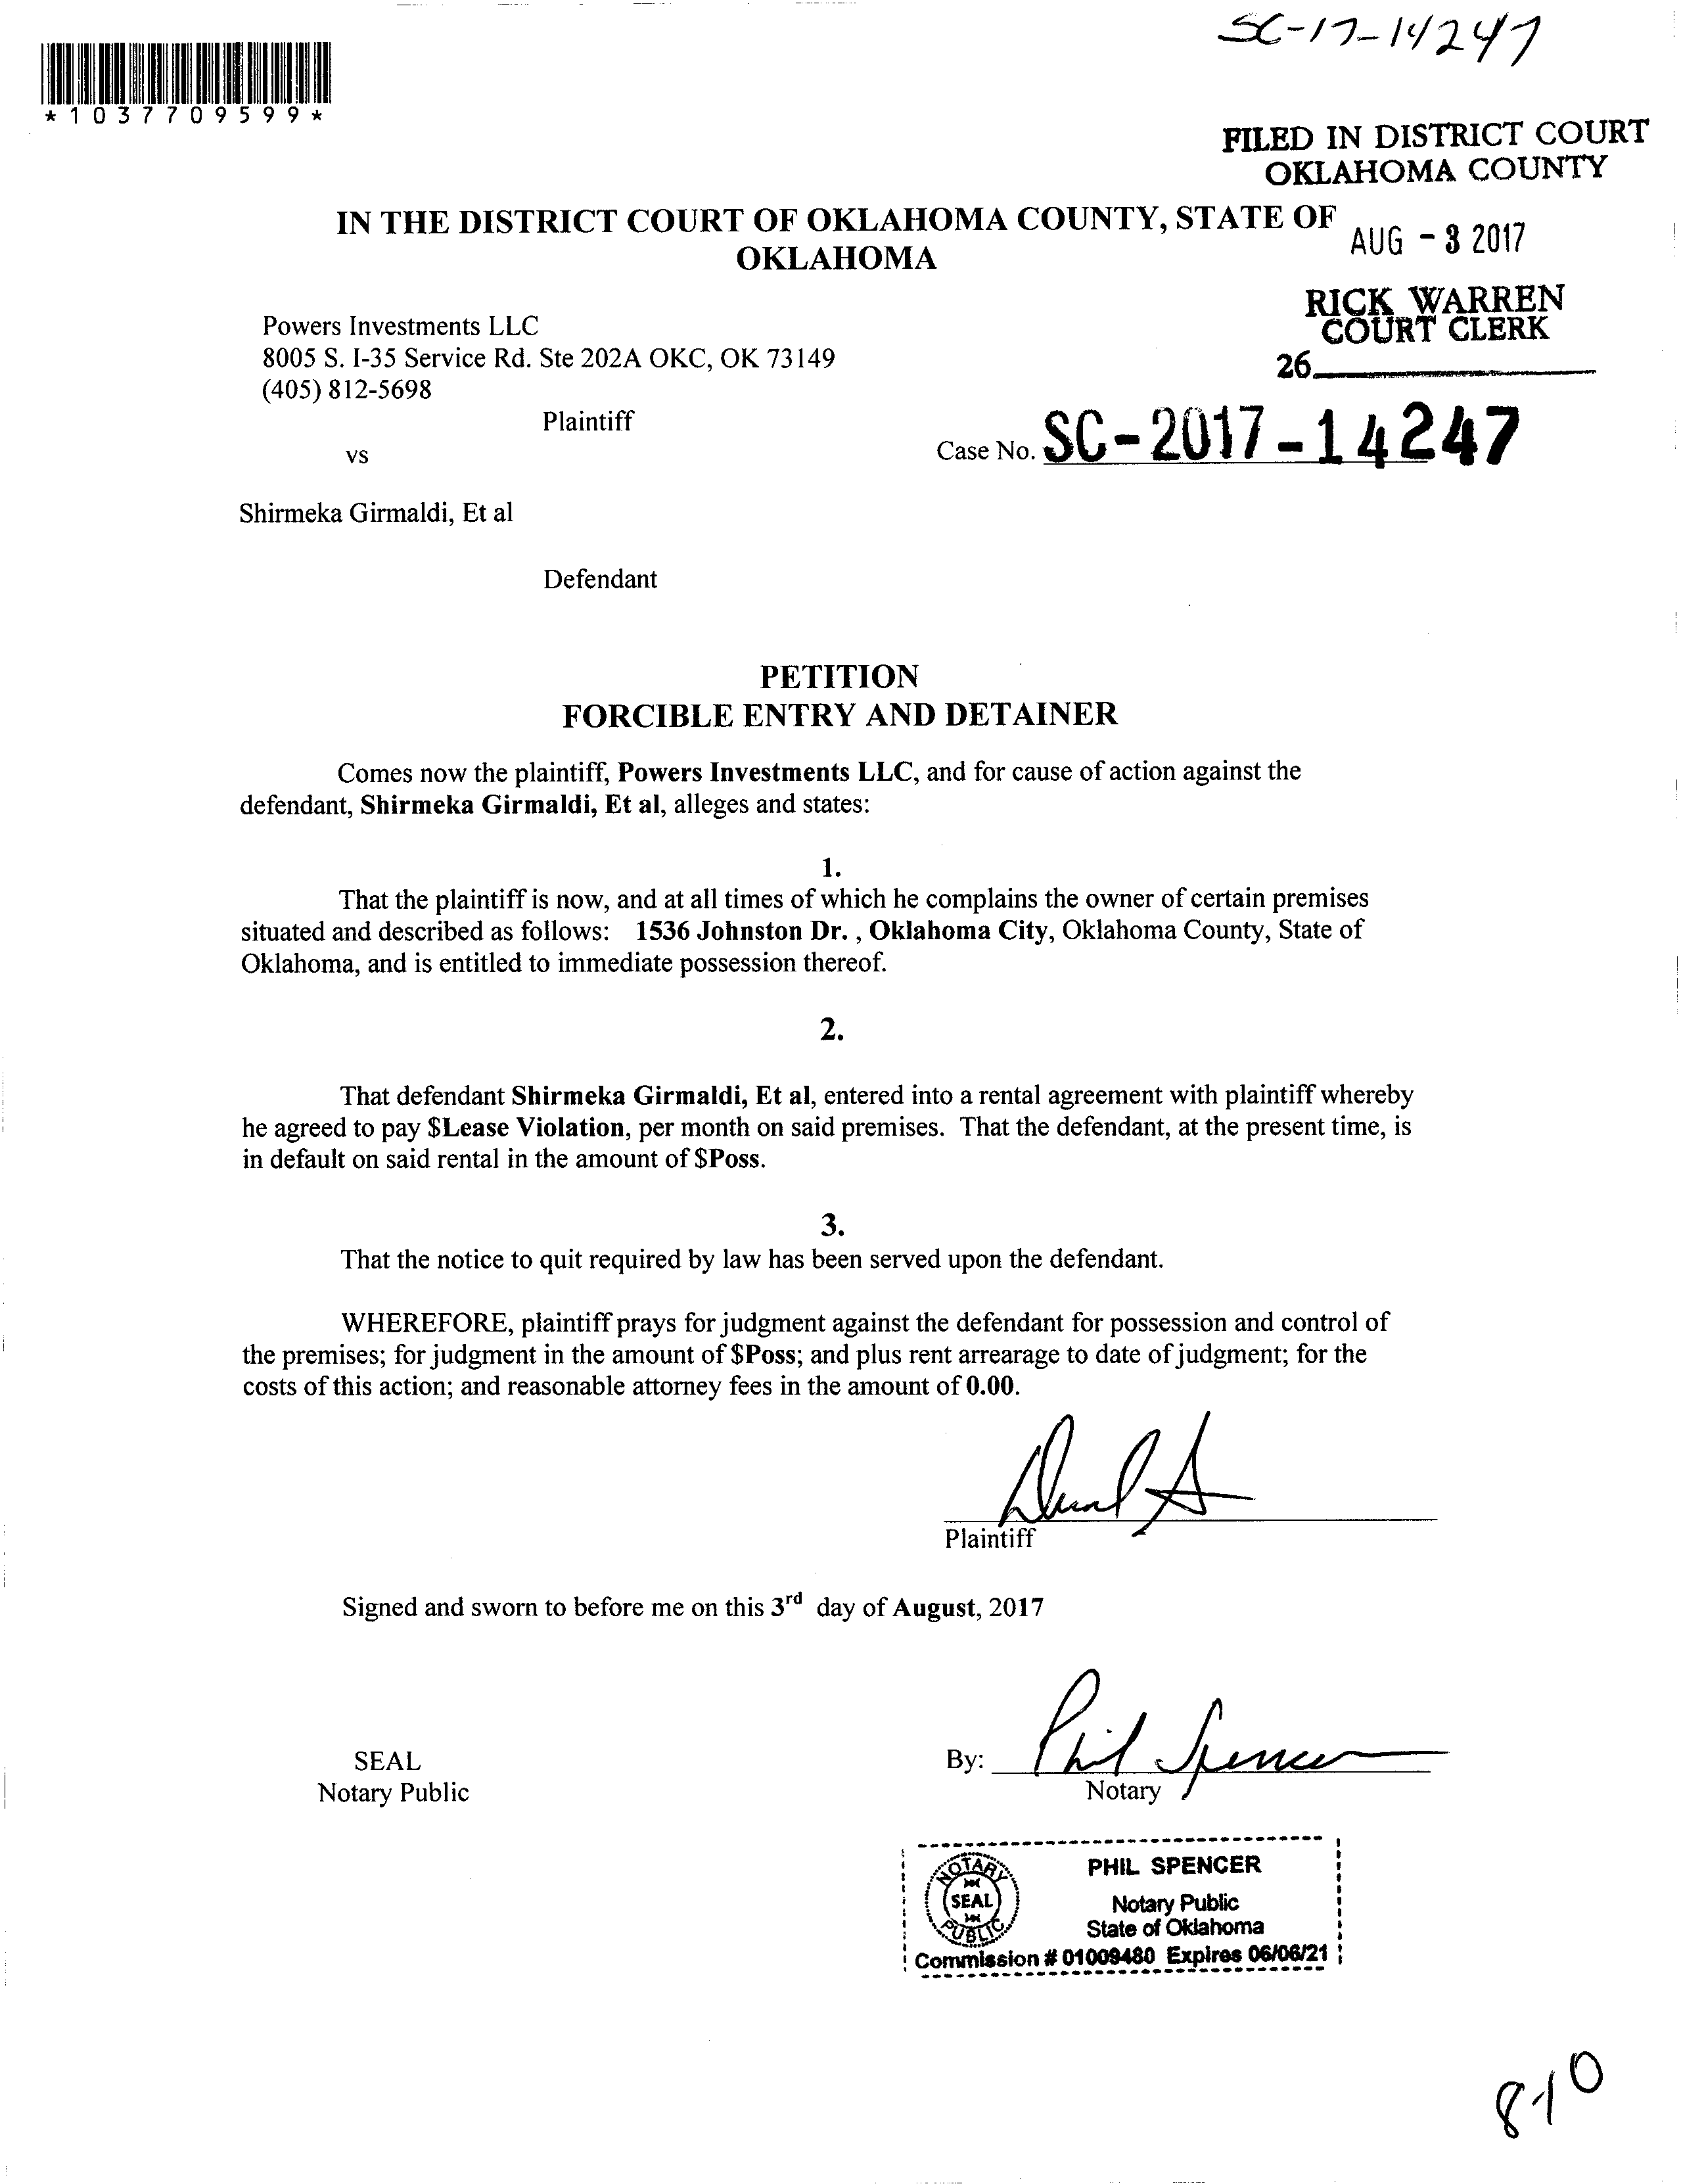 SC-17-14247
*1037709599*
FILED IN DISTRICT COURT
OKLAHOMA COUNTY
IN THE DISTRICT COURT OF OKLAHOMA COUNTY, STATE OF
OKLAHOMA
AUG - 3 2017
RICK WARREN
COURT CLERK
26
Powers Investments LLC
8005 S. I-35 Service Rd. Ste 202A OKC, OK 73149
(405) 812-5698
Plaintiff
vs
Case No. SC-2017-14247
Shirmeka Girmaldi, Et al
Defendant
PETITION
FORCIBLE ENTRY AND DETAINER
Comes now the plaintiff, Powers Investments LLC, and for cause of action against the
defendant, Shirmeka Girmaldi, Et al, alleges and states:
1.
That the plaintiff is now, and at all times of which he complains the owner of certain premises
situated and described as follows: 1536 Johnston Dr. , Oklahoma City, Oklahoma County, State of
Oklahoma, and is entitled to immediate possession thereof.
2.
That defendant Shirmeka Girmaldi, Et al, entered into a rental agreement with plaintiff whereby
he agreed to pay $Lease Violation, per month on said premises. That the defendant, at the present time, is
in default on said rental in the amount of $Poss.
3.
That the notice to quit required by law has been served upon the defendant.
WHEREFORE, plaintiff prays for judgment against the defendant for possession and control of
the premises; for judgment in the amount of $Poss; and plus rent arrearage to date of judgment; for the
costs of this action; and reasonable attorney fees in the amount of 0.00.
Plaintiff
Signed and sworn to before me on this 3rd day of August, 2017
SEAL
Notary Public
By: Phil Spencer
Notary
NOTARY
SEAL
PUBLIC
PHIL SPENCER
Notary Public
State of Oklahoma
Commission # 01009480 Expires 06/06/21
810